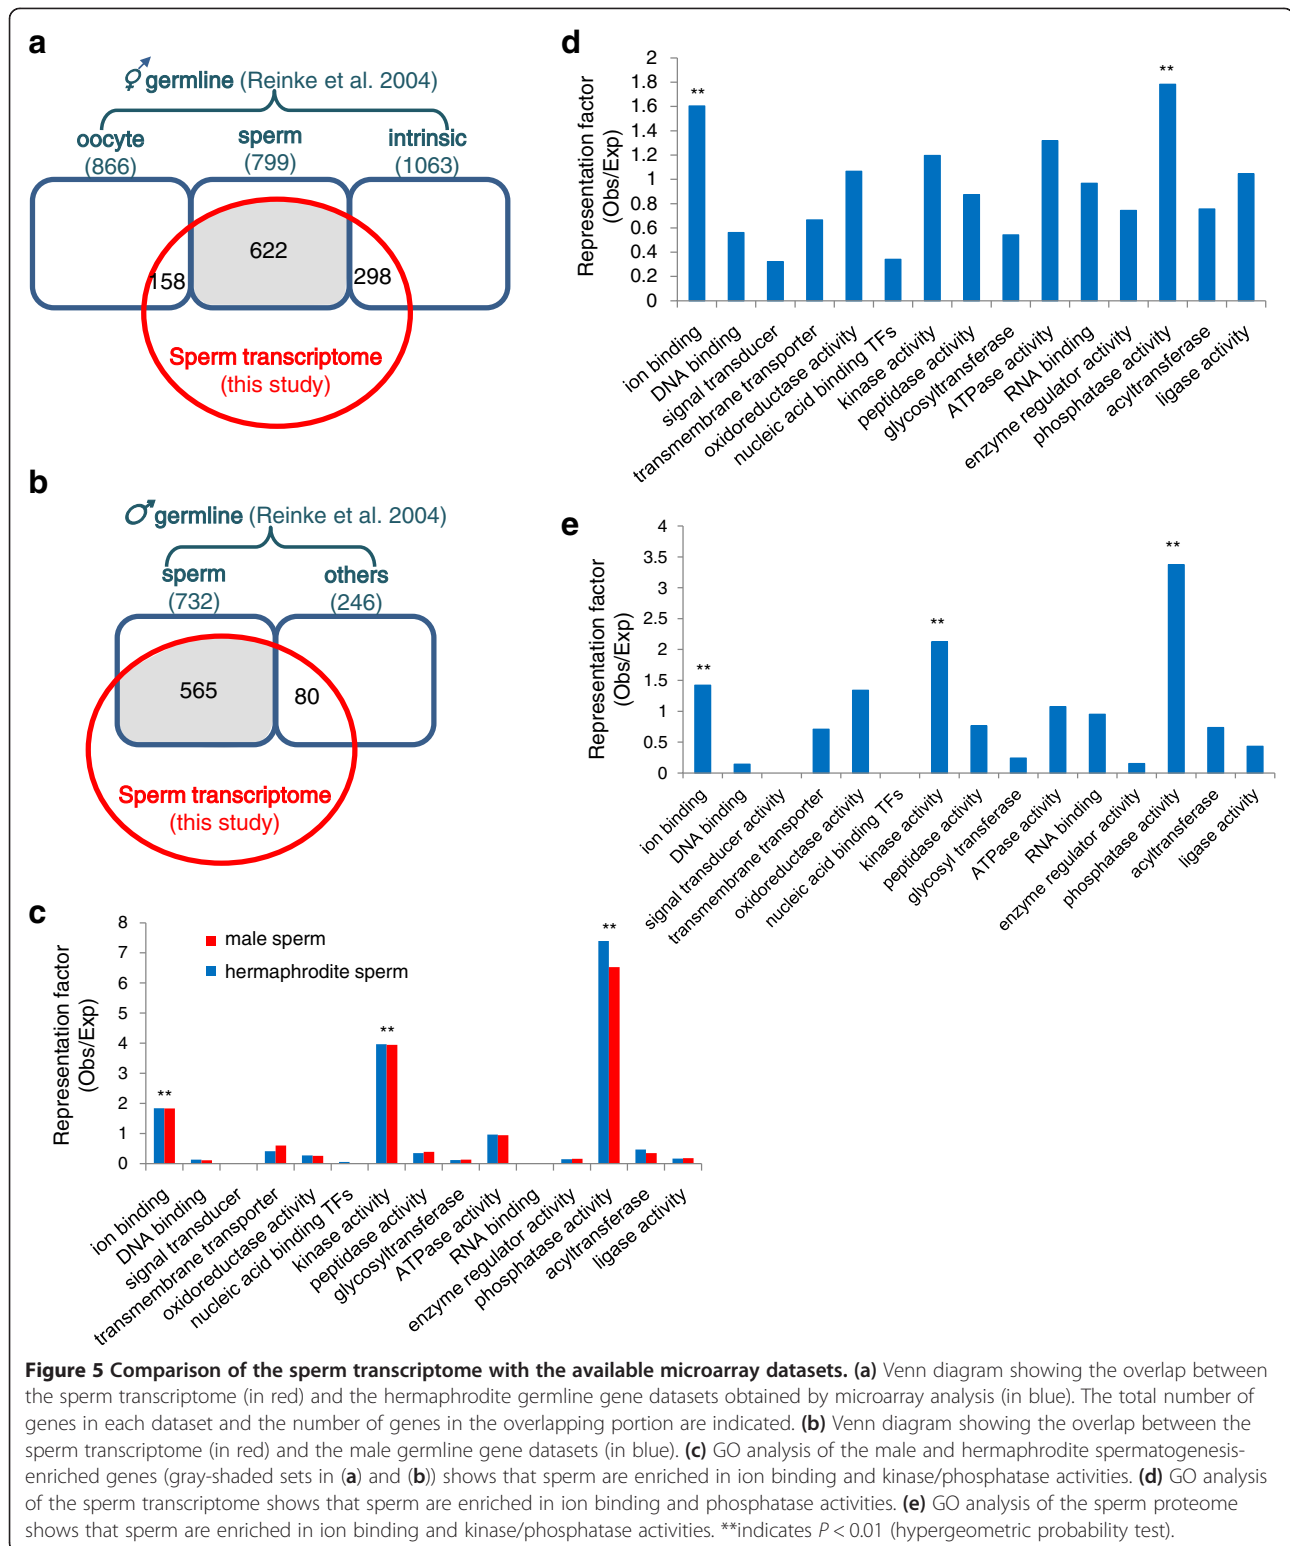 a
⚥germline (Reinke et al. 2004)
oocyte sperm intrinsic
(866) (799) (1063)
622
158 298
Sperm transcriptome
(this study)
b
♂germline (Reinke et al. 2004)
sperm others
(732) (246)
565 80
Sperm transcriptome
(this study)
c
Representation factor
(Obs/Exp)
8
7
6
5
4
3
2
1
0
male sperm
hermaphrodite sperm
**
**
**
ion binding
DNA binding
signal transducer
transmembrane transporter
oxidoreductase activity
nucleic acid binding TFs
kinase activity
peptidase activity
glycosyltransferase
ATPase activity
RNA binding
enzyme regulator activity
phosphatase activity
acyltransferase
ligase activity
d
Representation factor
(Obs/Exp)
2
1.8
1.6
1.4
1.2
1
0.8
0.6
0.4
0.2
0
**
**
ion binding
DNA binding
signal transducer
transmembrane transporter
oxidoreductase activity
nucleic acid binding TFs
kinase activity
peptidase activity
glycosyltransferase
ATPase activity
RNA binding
enzyme regulator activity
phosphatase activity
acyltransferase
ligase activity
e
Representation factor
(Obs/Exp)
4
3.5
3
2.5
2
1.5
1
0.5
0
**
**
**
ion binding
DNA binding
signal transducer activity
transmembrane transporter
oxidoreductase activity
nucleic acid binding TFs
kinase activity
peptidase activity
glycosyl transferase
ATPase activity
RNA binding
enzyme regulator activity
phosphatase activity
acyltransferase
ligase activity
Figure 5 Comparison of the sperm transcriptome with the available microarray datasets. (a) Venn diagram showing the overlap between
the sperm transcriptome (in red) and the hermaphrodite germline gene datasets obtained by microarray analysis (in blue). The total number of
genes in each dataset and the number of genes in the overlapping portion are indicated. (b) Venn diagram showing the overlap between the
sperm transcriptome (in red) and the male germline gene datasets (in blue). (c) GO analysis of the male and hermaphrodite spermatogenesis-
enriched genes (gray-shaded sets in (a) and (b)) shows that sperm are enriched in ion binding and kinase/phosphatase activities. (d) GO analysis
of the sperm transcriptome shows that sperm are enriched in ion binding and phosphatase activities. (e) GO analysis of the sperm proteome
shows that sperm are enriched in ion binding and kinase/phosphatase activities. **indicates P < 0.01 (hypergeometric probability test).